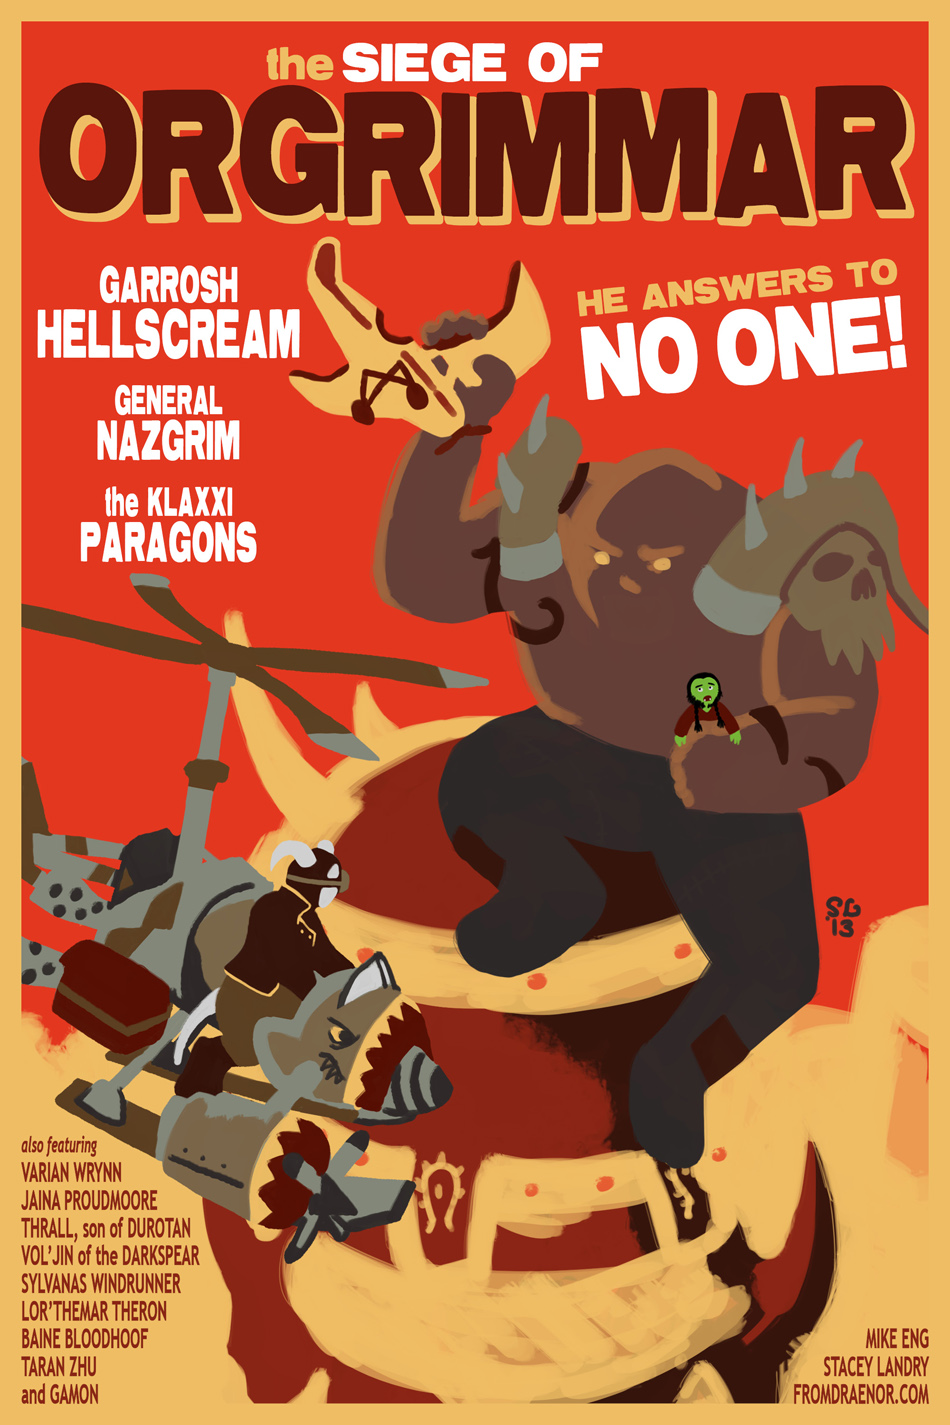 the SIEGE OF
ORGRIMMAR
GARROSH
HELLSCREAM
GENERAL
NAZGRIM
the KLAXXI
PARAGONS
HE ANSWERS TO
NO ONE!
SL
'13
also featuring
VARIAN WRYNN
JAINA PROUDMOORE
THRALL, son of DUROTAN
VOL'JIN of the DARKSPEAR
SYLVANAS WINDRUNNER
LOR'THEMAR THERON
BAINE BLOODHOOF
TARAN ZHU
and GAMON
MIKE ENG
STACEY LANDRY
FROMDRAENOR.COM